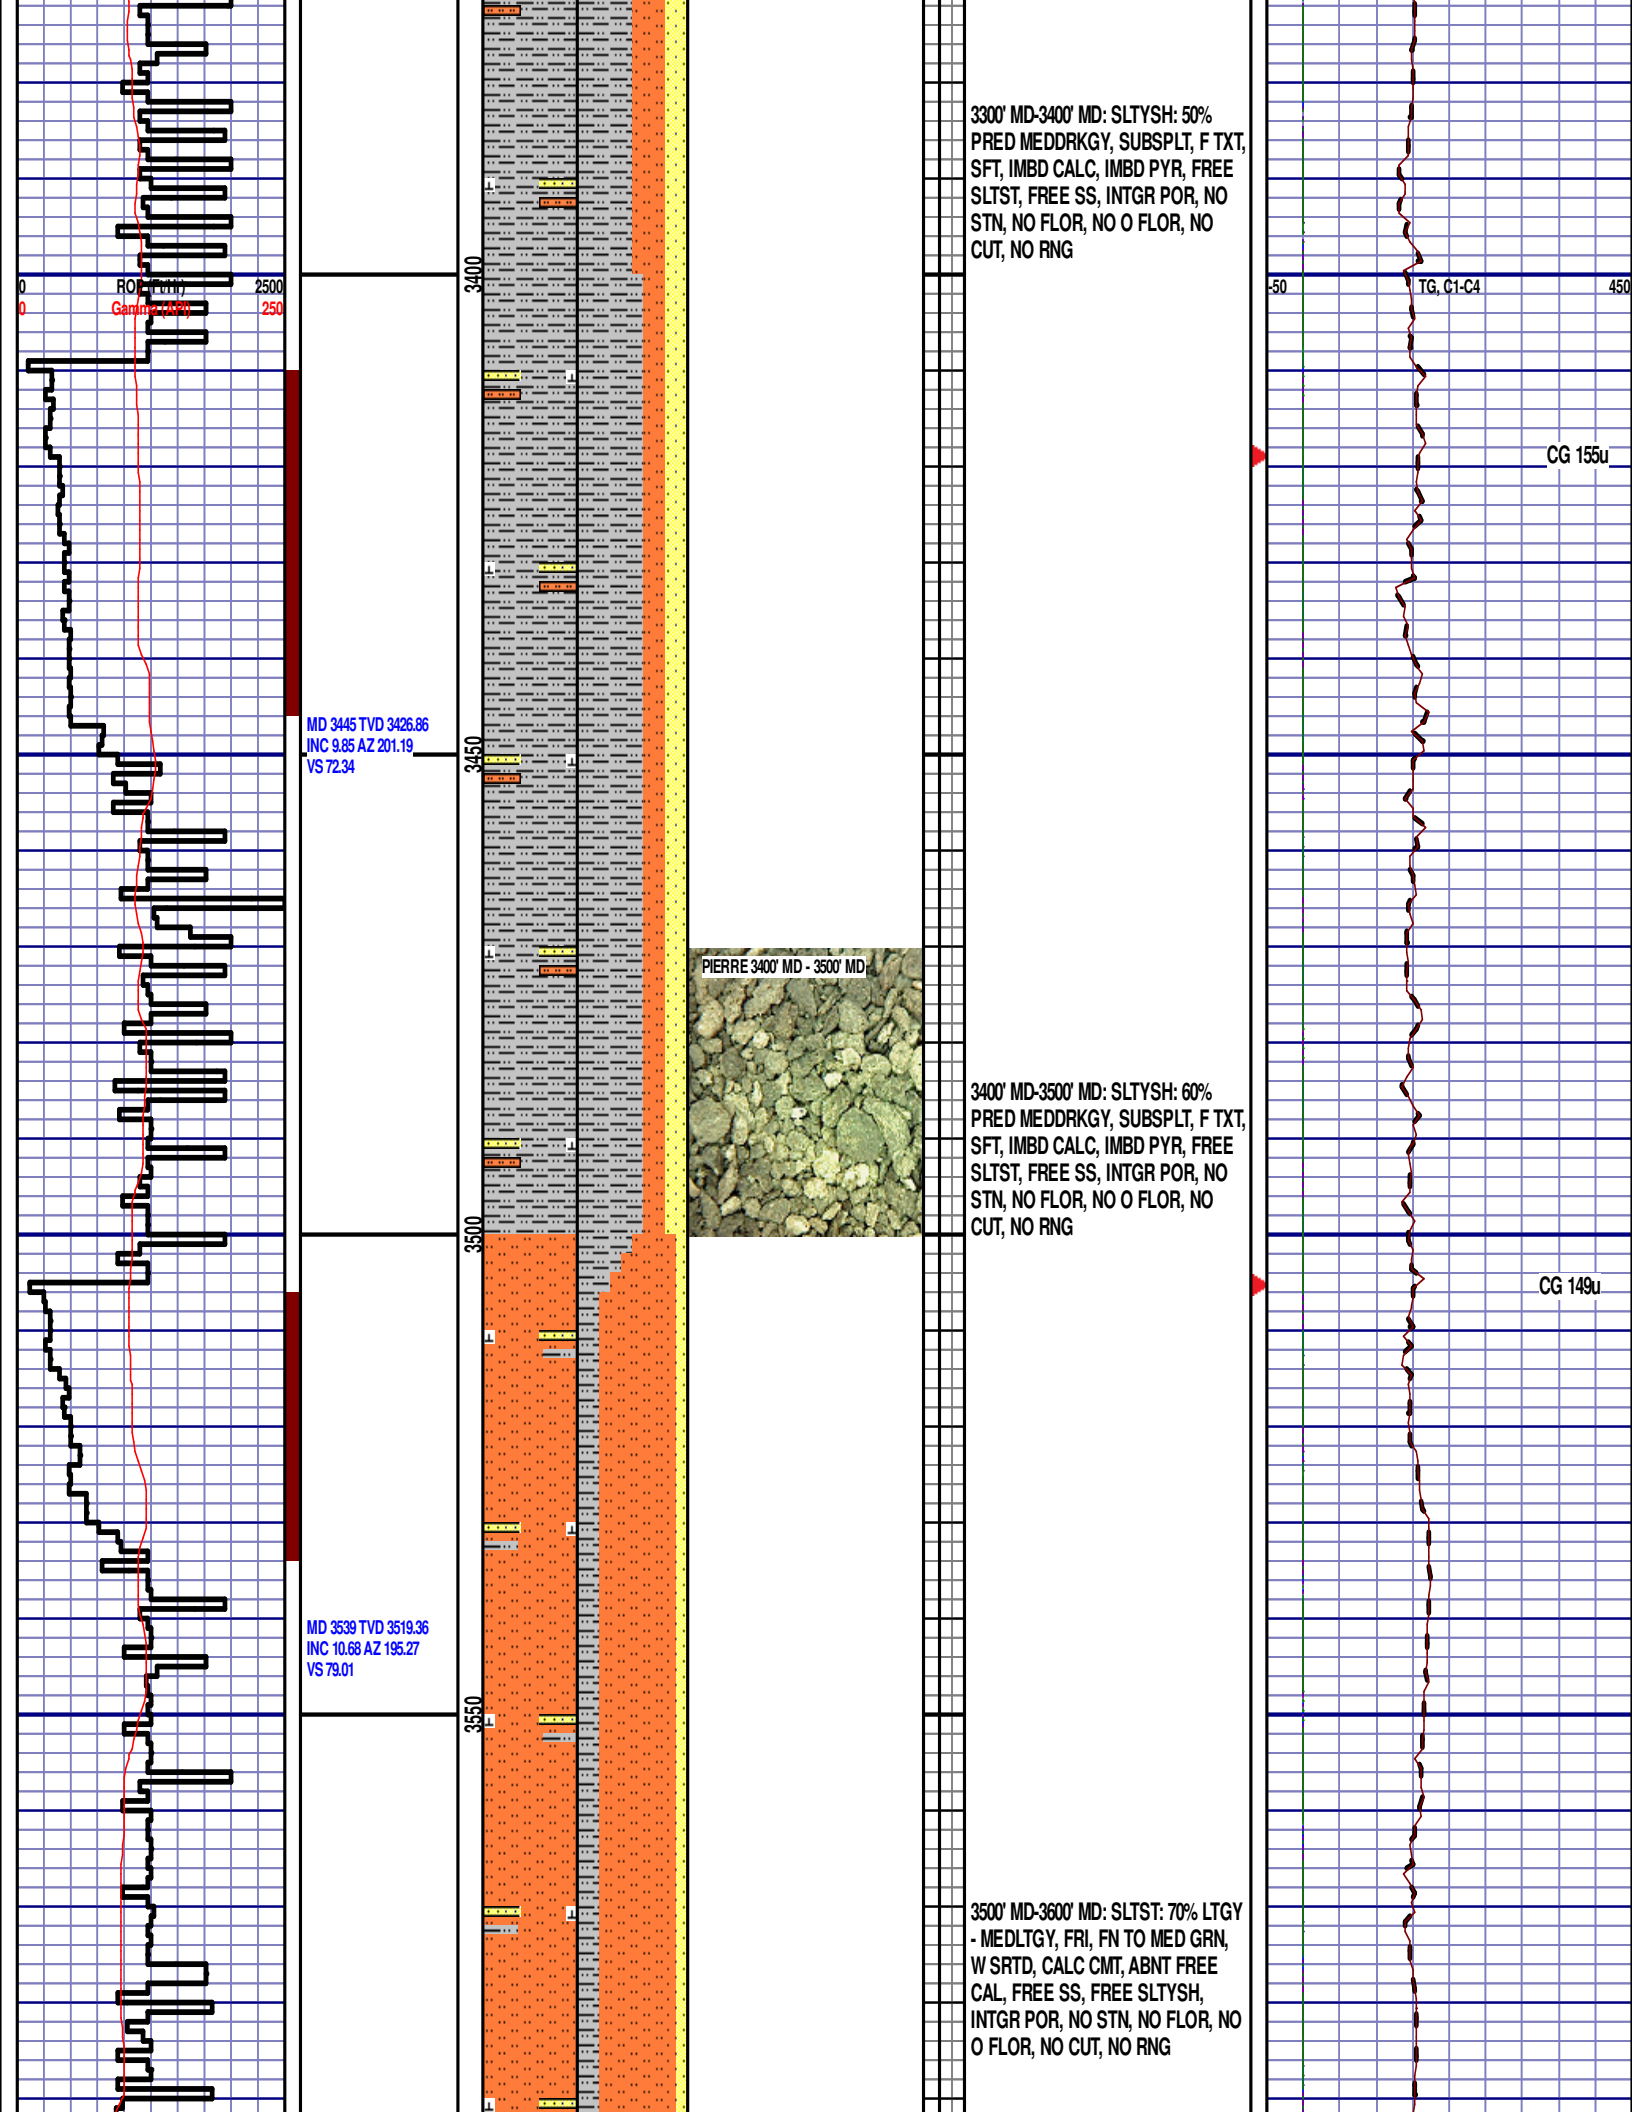 3300' MD-3400' MD: SLTYSH: 50%
PRED MEDDRKGY, SUBSPLT, F TXT,
SFT, IMBD CALC, IMBD PYR, FREE
SLTST, FREE SS, INTGR POR, NO
STN, NO FLOR, NO O FLOR, NO
CUT, NO RNG
3400
0 ROP (Ft/Hr) 2500
0 Gamma (API) 250
-50 TG, C1-C4 450
CG 155u
MD 3445 TVD 3426.86
INC 9.85 AZ 201.19
VS 72.34
3450
PIERRE 3400' MD - 3500' MD
3400' MD-3500' MD: SLTYSH: 60%
PRED MEDDRKGY, SUBSPLT, F TXT,
SFT, IMBD CALC, IMBD PYR, FREE
SLTST, FREE SS, INTGR POR, NO
STN, NO FLOR, NO O FLOR, NO
CUT, NO RNG
3500
CG 149u
MD 3539 TVD 3519.36
INC 10.68 AZ 195.27
VS 79.01
3550
3500' MD-3600' MD: SLTST: 70% LTGY
- MEDLTGY, FRI, FN TO MED GRN,
W SRTD, CALC CMT, ABNT FREE
CAL, FREE SS, FREE SLTYSH,
INTGR POR, NO STN, NO FLOR, NO
O FLOR, NO CUT, NO RNG